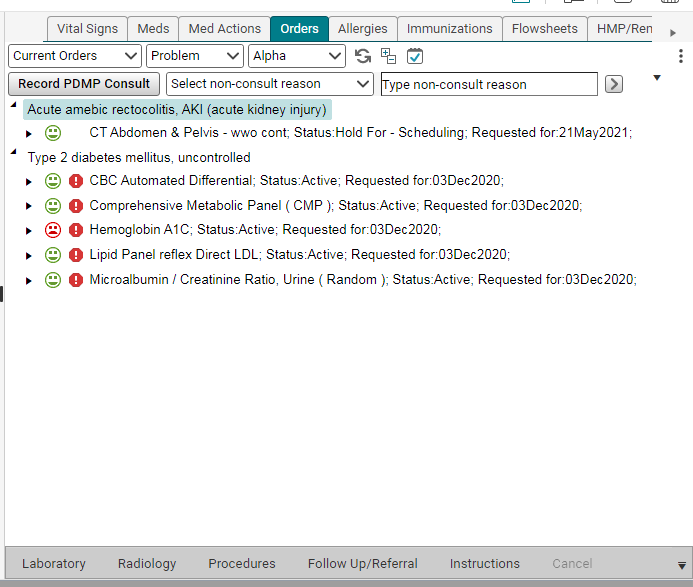 Vital Signs Meds Med Actions Orders Allergies Immunizations Flowsheets HMP/Ren
Current Orders Problem Alpha
Record PDMP Consult Select non-consult reason Type non-consult reason
Acute amebic rectocolitis, AKI (acute kidney injury)
CT Abdomen & Pelvis - wwo cont; Status:Hold For - Scheduling; Requested for:21May2021;
Type 2 diabetes mellitus, uncontrolled
CBC Automated Differential; Status:Active; Requested for:03Dec2020;
Comprehensive Metabolic Panel ( CMP ); Status:Active; Requested for:03Dec2020;
Hemoglobin A1C; Status:Active; Requested for:03Dec2020;
Lipid Panel reflex Direct LDL; Status:Active; Requested for:03Dec2020;
Microalbumin / Creatinine Ratio, Urine ( Random ); Status:Active; Requested for:03Dec2020;
Laboratory Radiology Procedures Follow Up/Referral Instructions Cancel